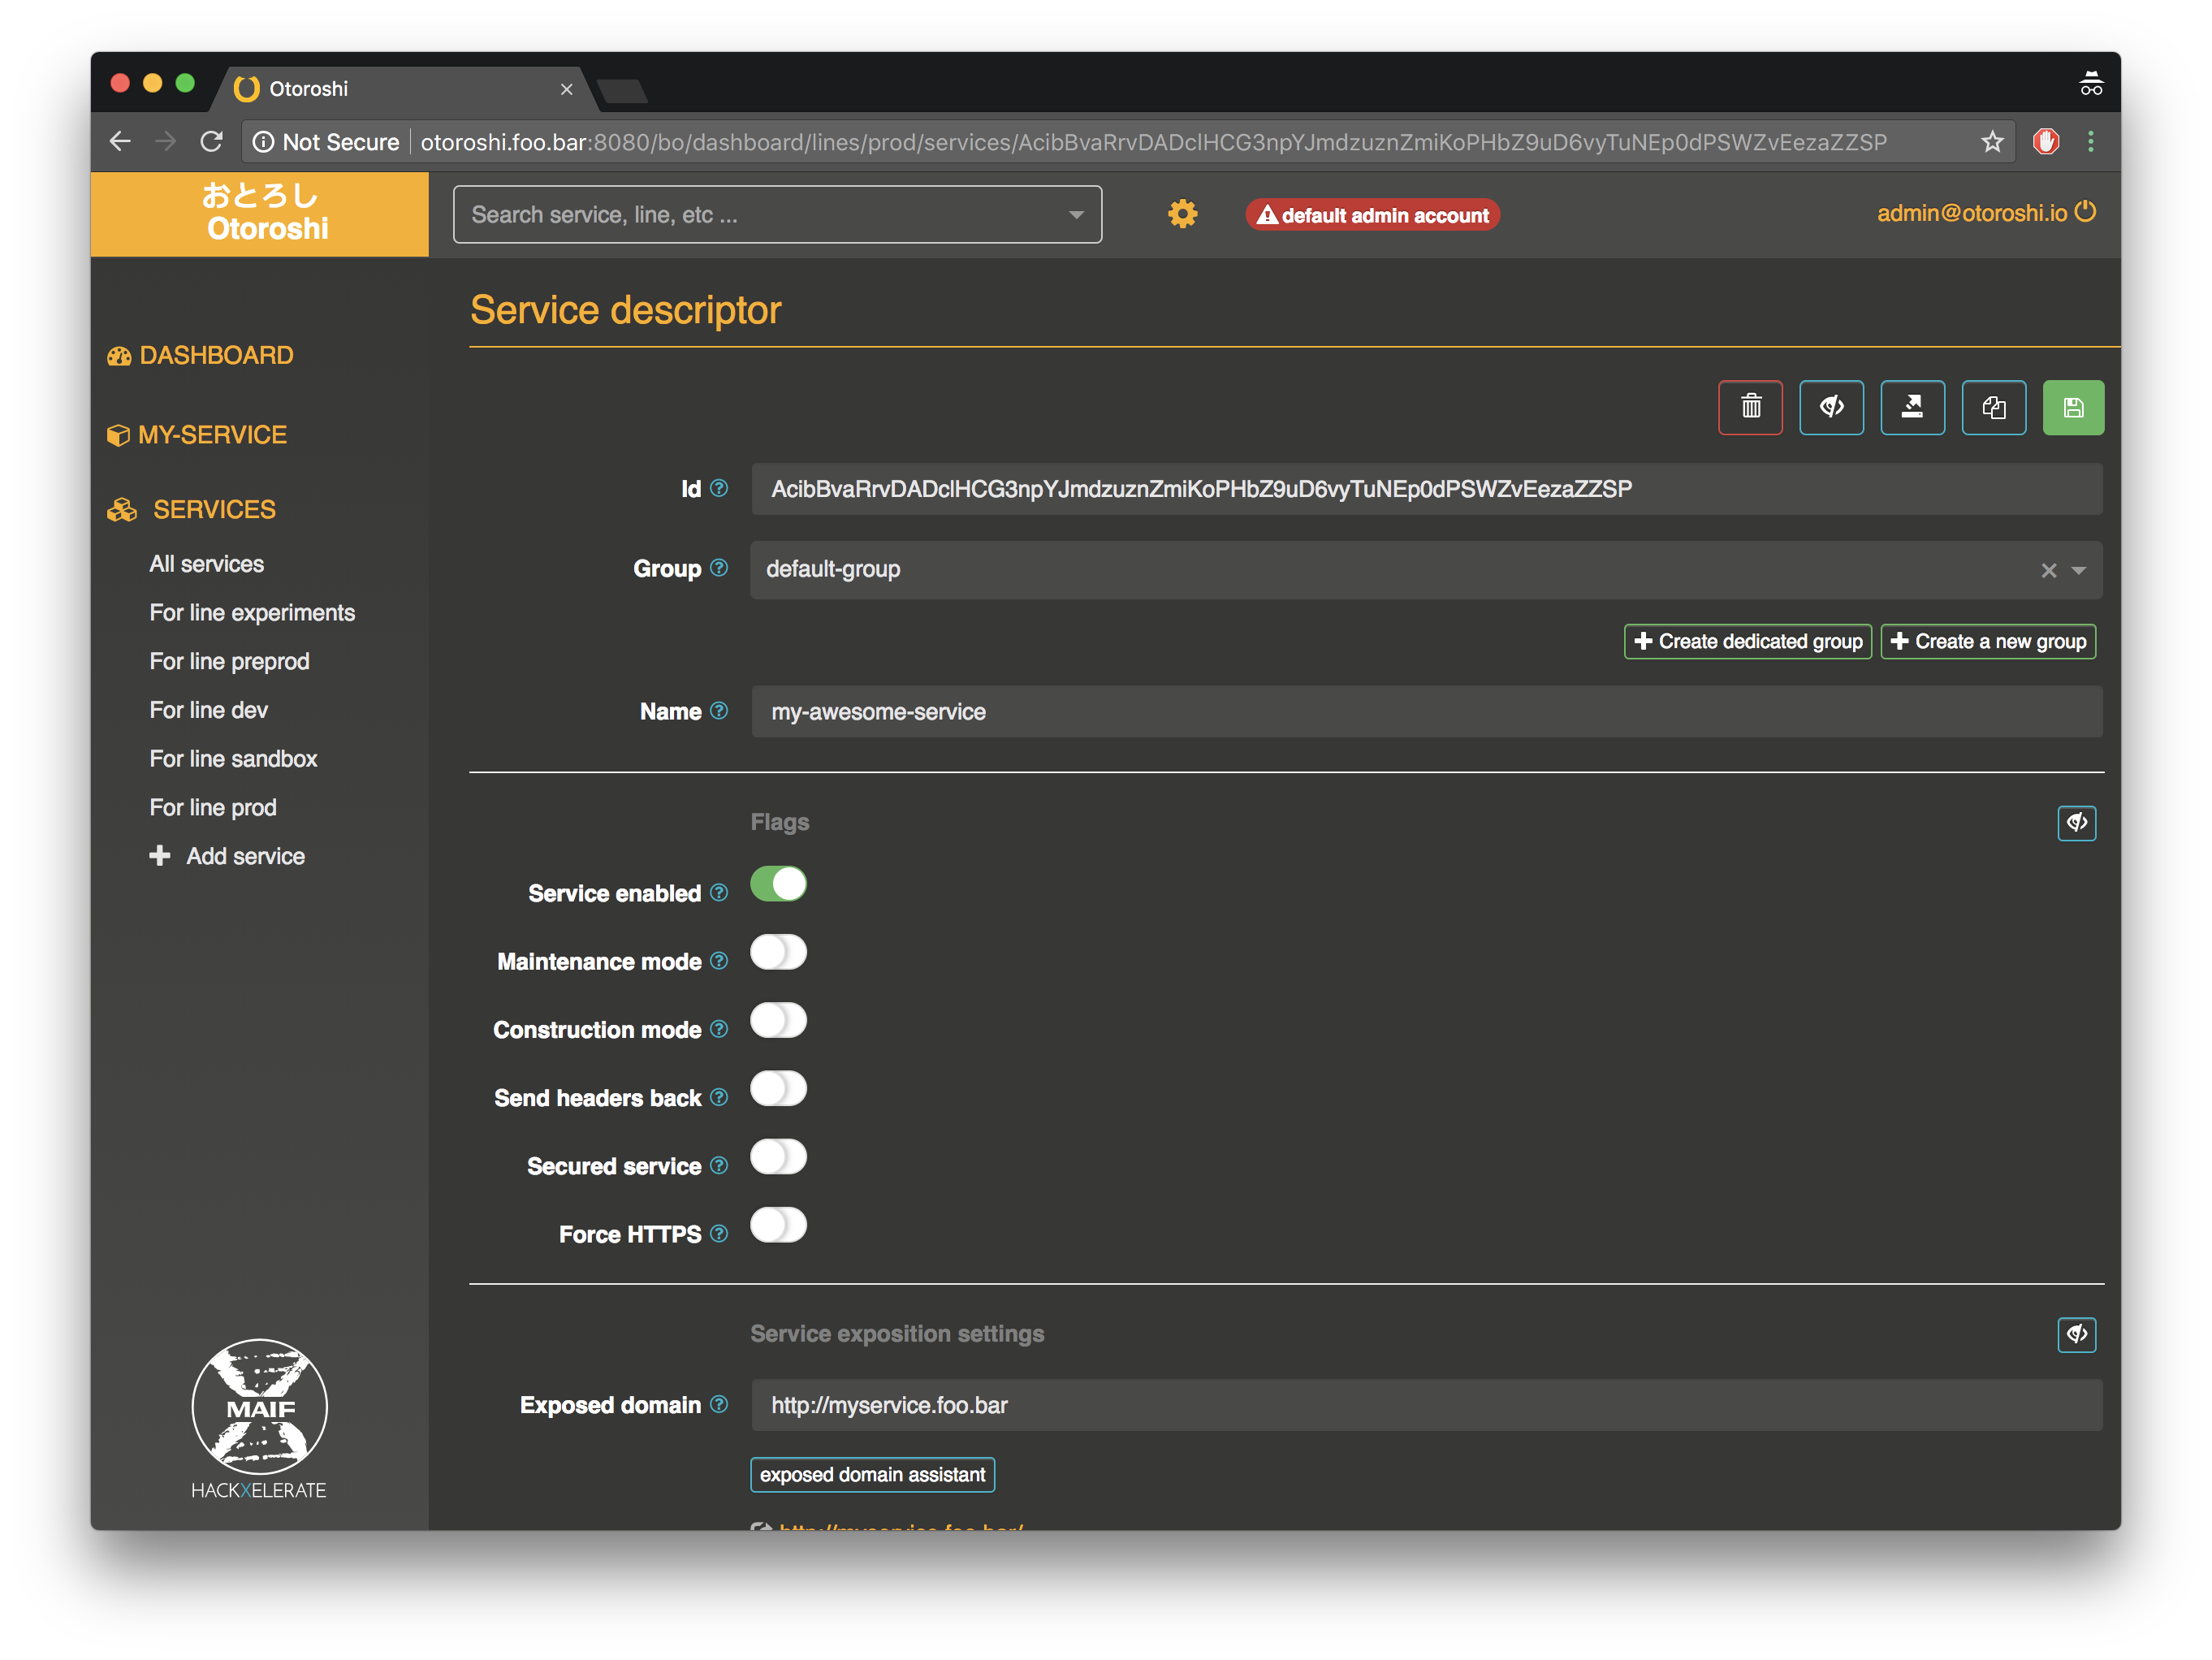 Otoroshi
Not Secure otoroshi.foo.bar:8080/bo/dashboard/lines/prod/services/AcibBvaRrvDADclHCG3npYJmdzuznZmiKoPHbZ9uD6vyTuNEp0dPSWZvEezaZZSP
おとろし
Otoroshi
Search service, line, etc ...
default admin account
admin@otoroshi.io
DASHBOARD
MY-SERVICE
SERVICES
All services
For line experiments
For line preprod
For line dev
For line sandbox
For line prod
Add service
MAIF
HACKXELERATE
Service descriptor
Id AcibBvaRrvDADclHCG3npYJmdzuznZmiKoPHbZ9uD6vyTuNEp0dPSWZvEezaZZSP
Group default-group
Create dedicated group Create a new group
Name my-awesome-service
Flags
Service enabled
Maintenance mode
Construction mode
Send headers back
Secured service
Force HTTPS
Service exposition settings
Exposed domain http://myservice.foo.bar
exposed domain assistant
http://myservice.foo.bar/